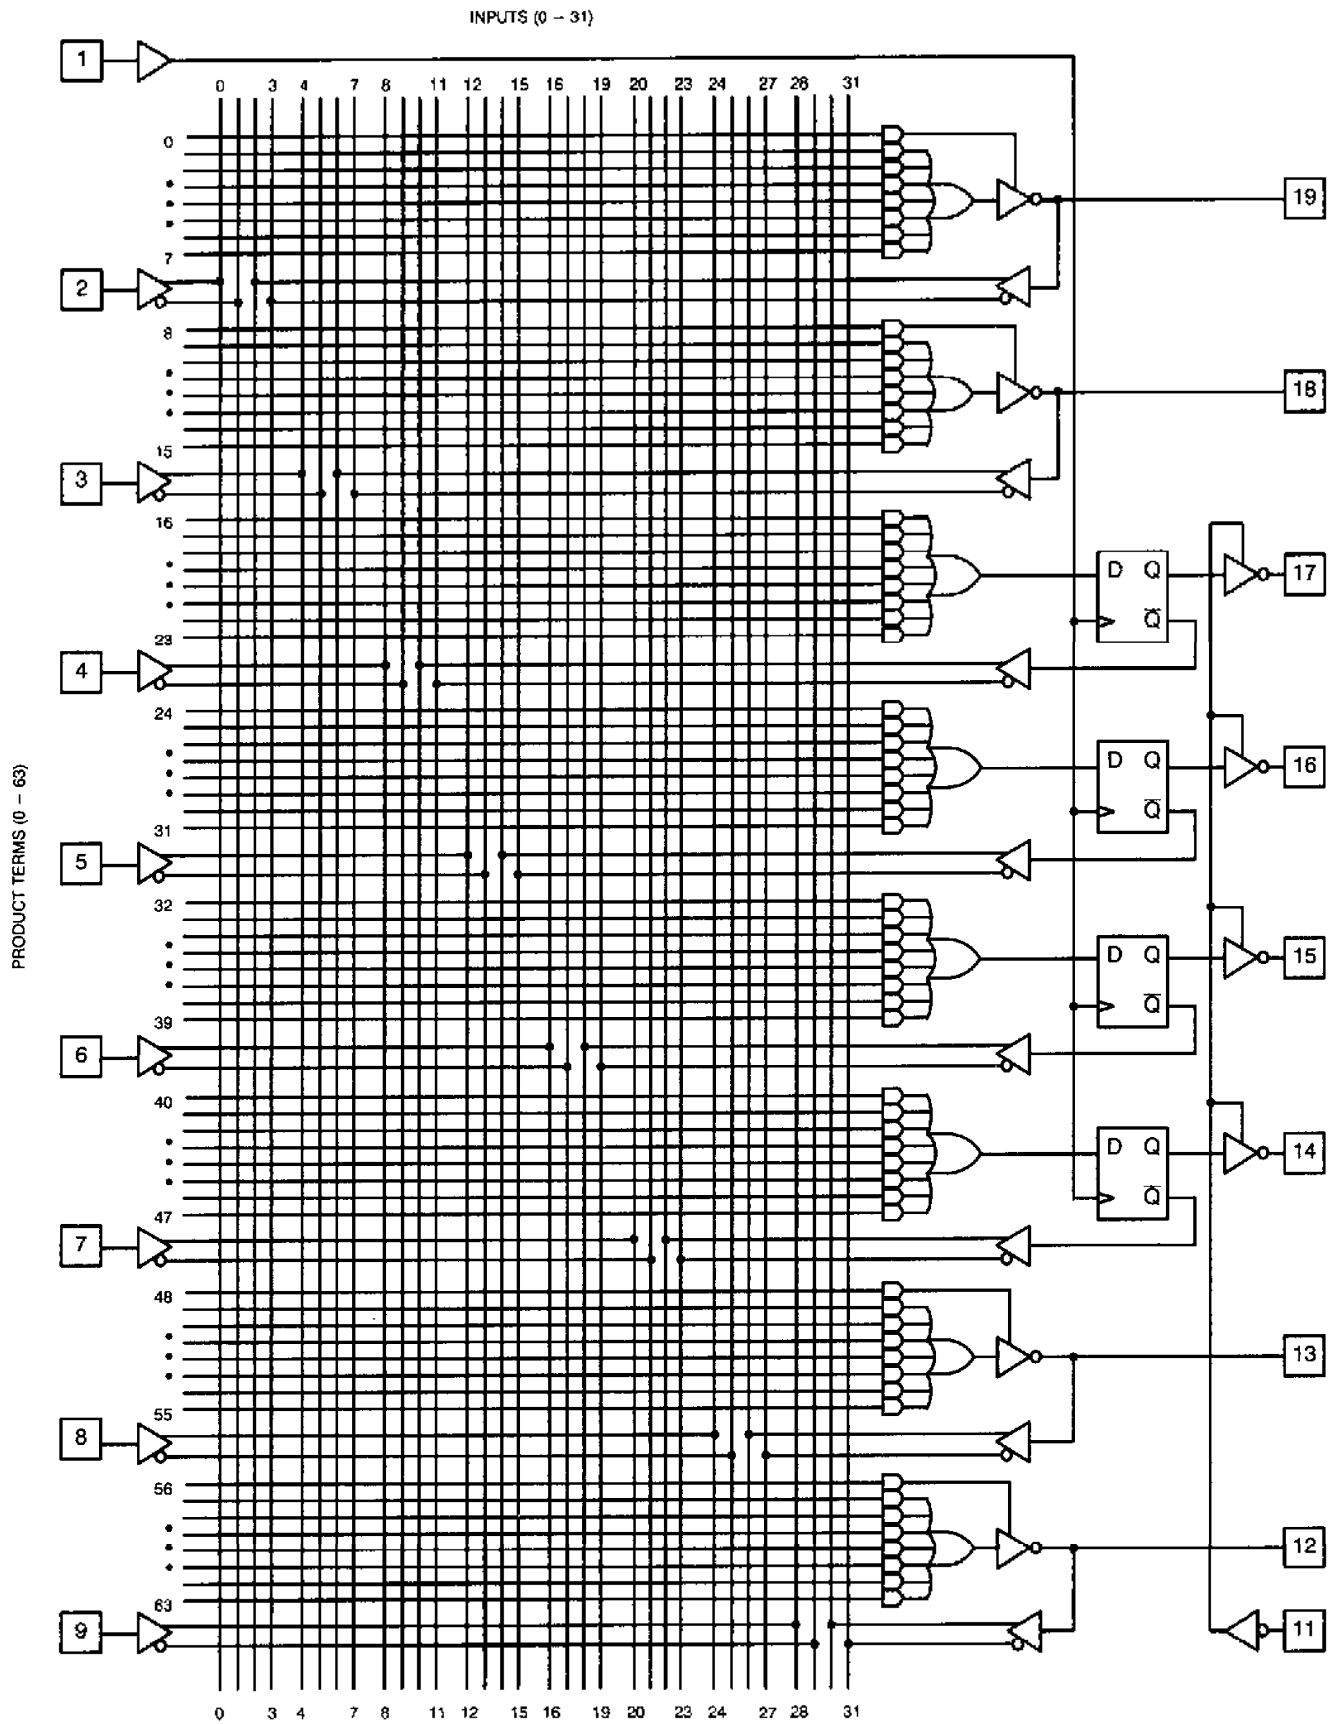 INPUTS (0 – 31)
1
0 3 4 7 8 11 12 15 16 19 20 23 24 27 28 31
0
19
7
2
8
18
15
3
16
D Q
17
Q̅
23
4
24
D Q
16
Q̅
31
5
PRODUCT TERMS (0 – 63)
32
D Q
15
Q̅
39
6
40
D Q
14
Q̅
47
7
48
13
55
8
56
12
63
9
11
0 3 4 7 8 11 12 15 16 19 20 23 24 27 28 31